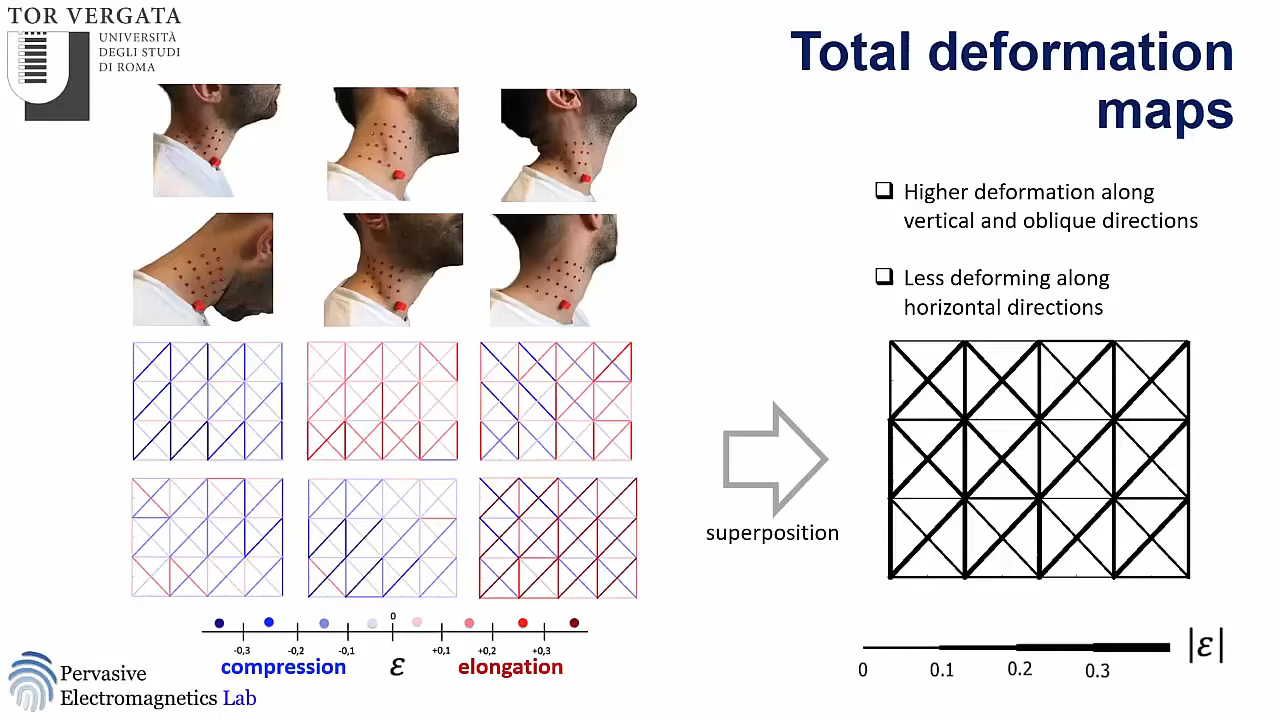 TOR VERGATA
UNIVERSITÀ
DEGLI STUDI
DI ROMA
Total deformation
maps
❑ Higher deformation along
vertical and oblique directions
❑ Less deforming along
horizontal directions
superposition
0
-0,3 -0,2 -0,1 +0,1 +0,2 +0,3
compression ε elongation
|ε|
0 0.1 0.2 0.3
Pervasive
Electromagnetics Lab